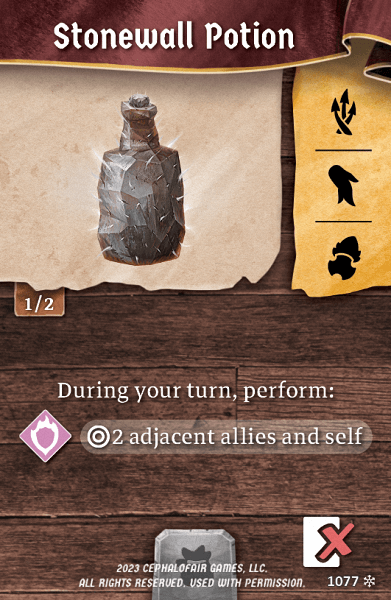 Stonewall Potion
1/2
During your turn, perform:
2 adjacent allies and self
2023 CEPHALOFAIR GAMES, LLC.
ALL RIGHTS RESERVED. USED WITH PERMISSION.
1077